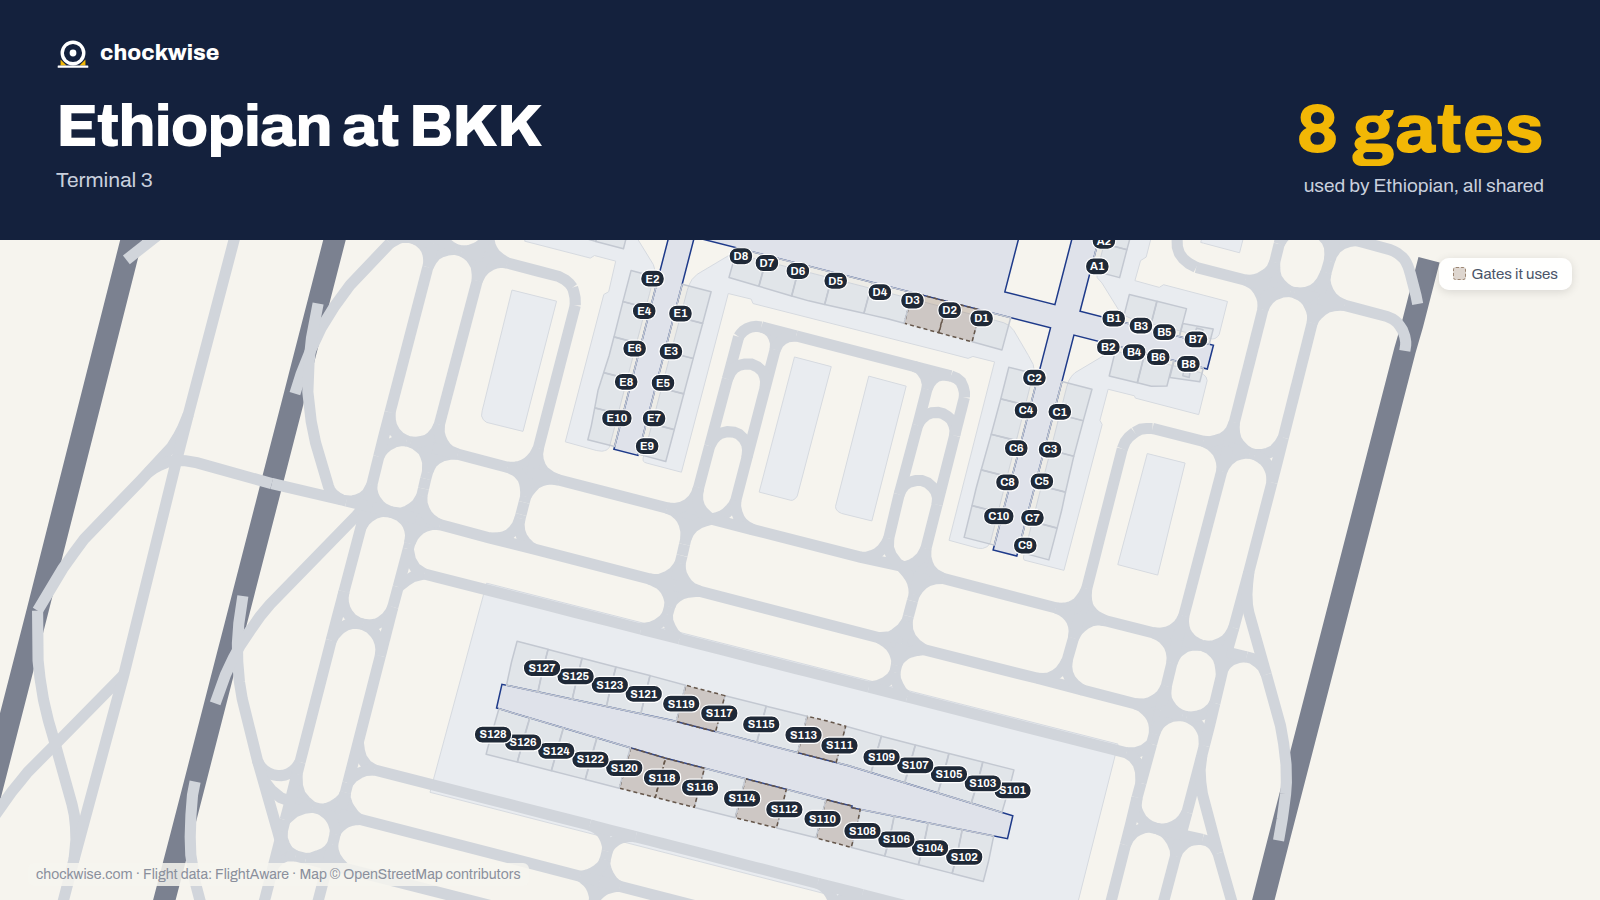 chockwise
Ethiopian at BKK
Terminal 3
8 gates
used by Ethiopian, all shared
Gates it uses
A2
A1
D8
D7
D6
D5
D4
D3
D2
D1
E2
E4
E1
E6
E3
E8
E5
E10
E7
E9
B1
B3
B5
B7
B2
B4
B6
B8
C2
C4
C1
C6
C3
C8
C5
C10
C7
C9
S127
S125
S123
S121
S119
S117
S115
S113
S111
S109
S107
S105
S103
S101
S128
S126
S124
S122
S120
S118
S116
S114
S112
S110
S108
S106
S104
S102
chockwise.com · Flight data: FlightAware · Map © OpenStreetMap contributors